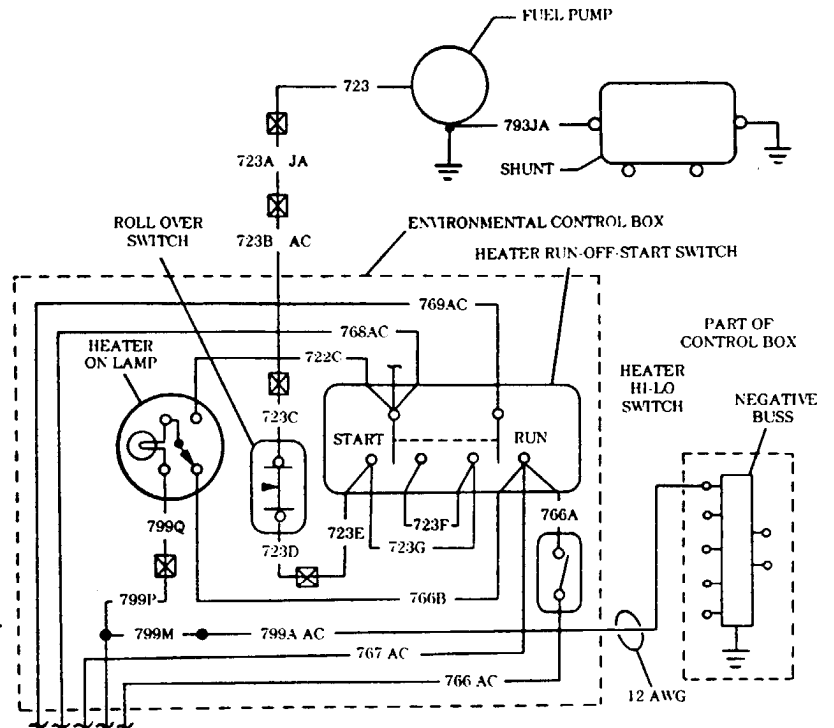 FUEL PUMP
723
793JA
SHUNT
723A JA
ROLL OVER
SWITCH
723B AC
ENVIRONMENTAL CONTROL BOX
HEATER RUN-OFF-START SWITCH
769AC
768AC
HEATER
ON LAMP
722C
PART OF
CONTROL BOX
HEATER
HI-LO
SWITCH
NEGATIVE
BUSS
723C
START
RUN
799Q
723E
723F
766A
723D
723G
799P
766B
799M
799A AC
767 AC
766 AC
12 AWG